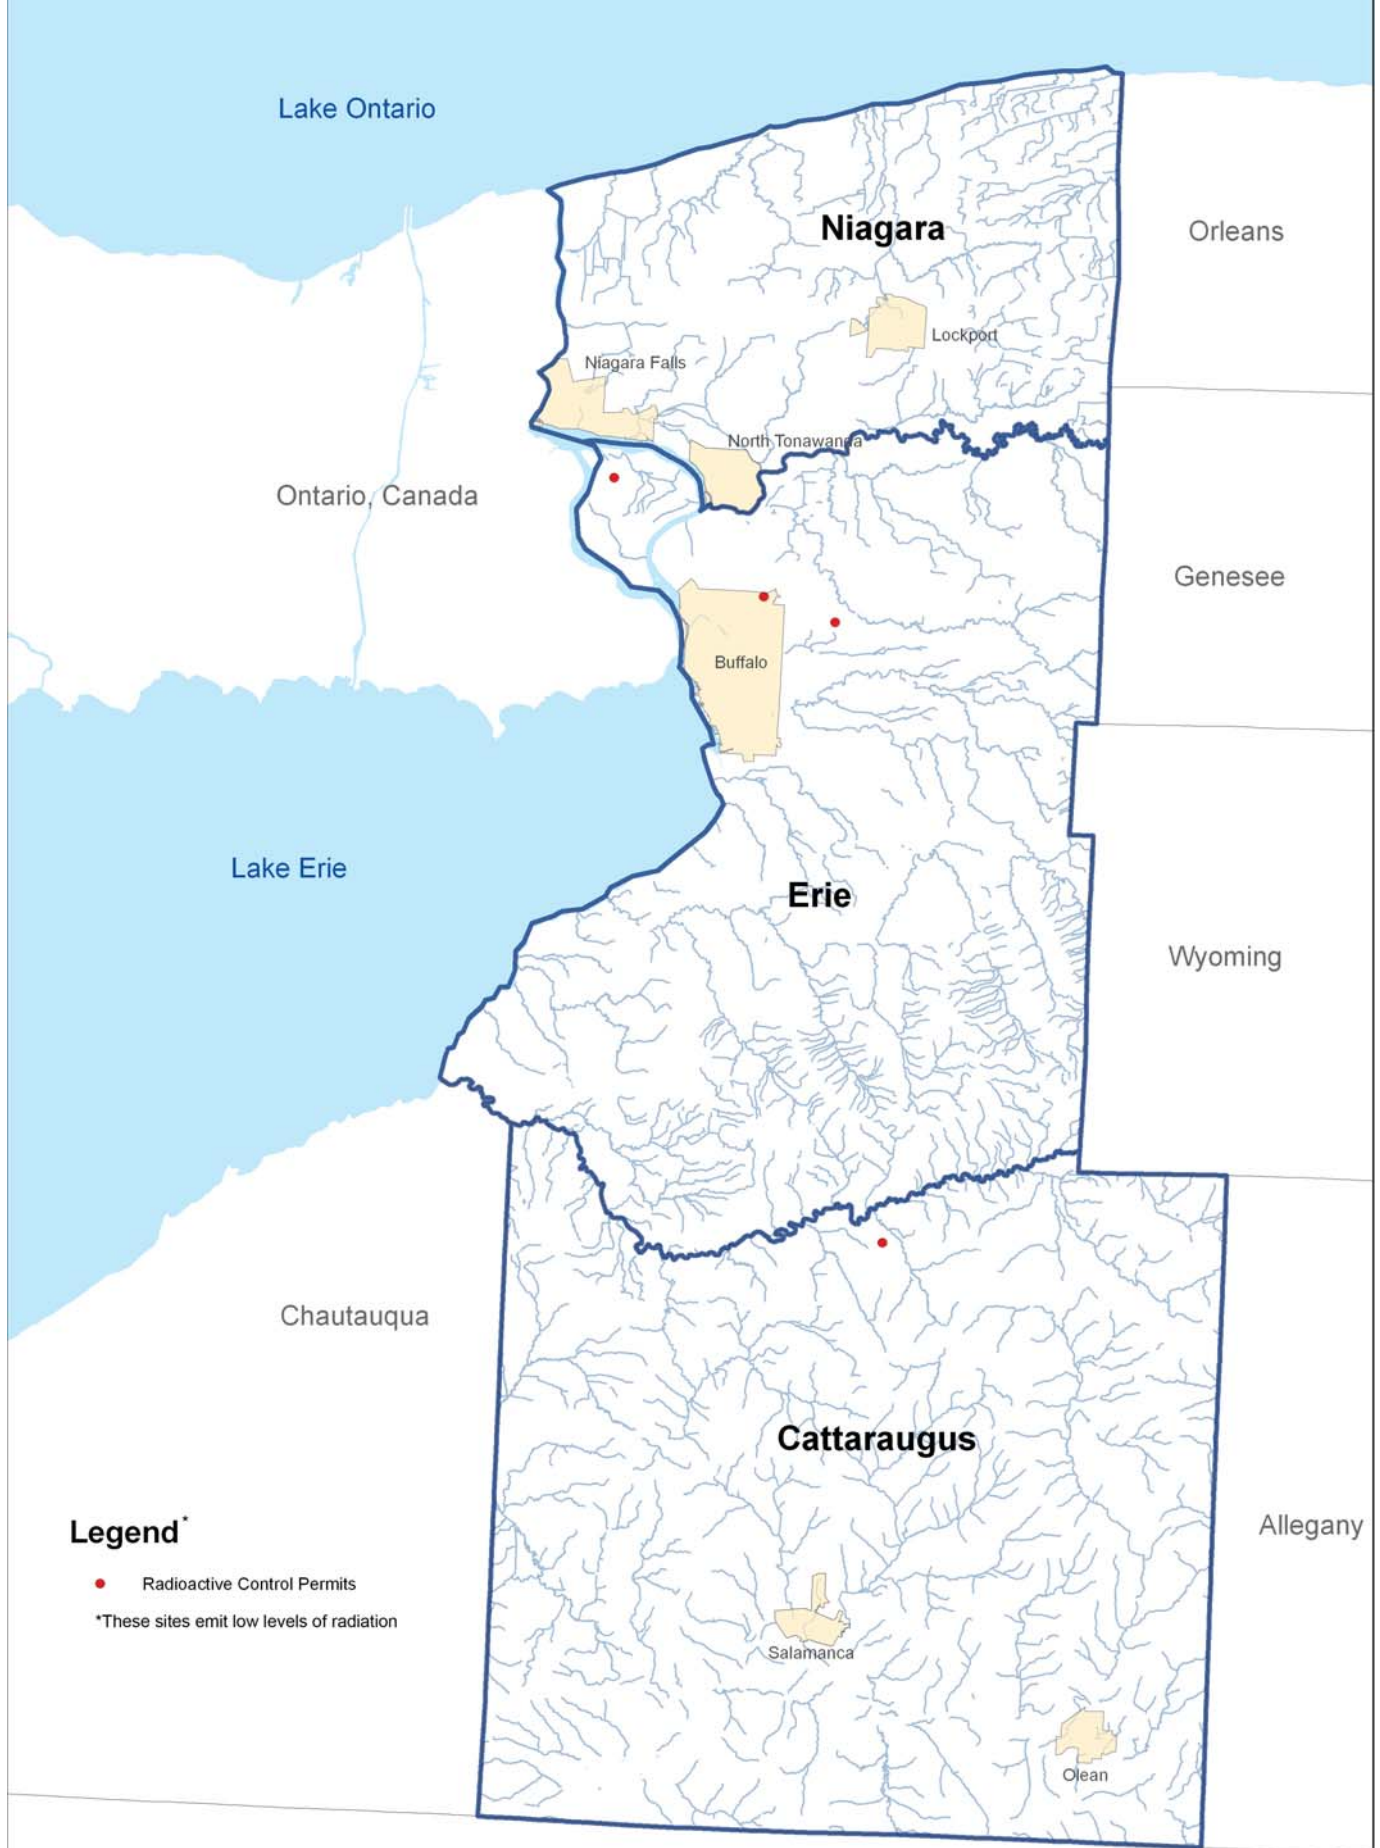 Lake Ontario
Niagara
Orleans
Lockport
Niagara Falls
North Tonawanda
Ontario, Canada
Genesee
Buffalo
Lake Erie
Erie
Wyoming
Chautauqua
Cattaraugus
Legend*
Allegany
Radioactive Control Permits
*These sites emit low levels of radiation
Salamanca
Olean